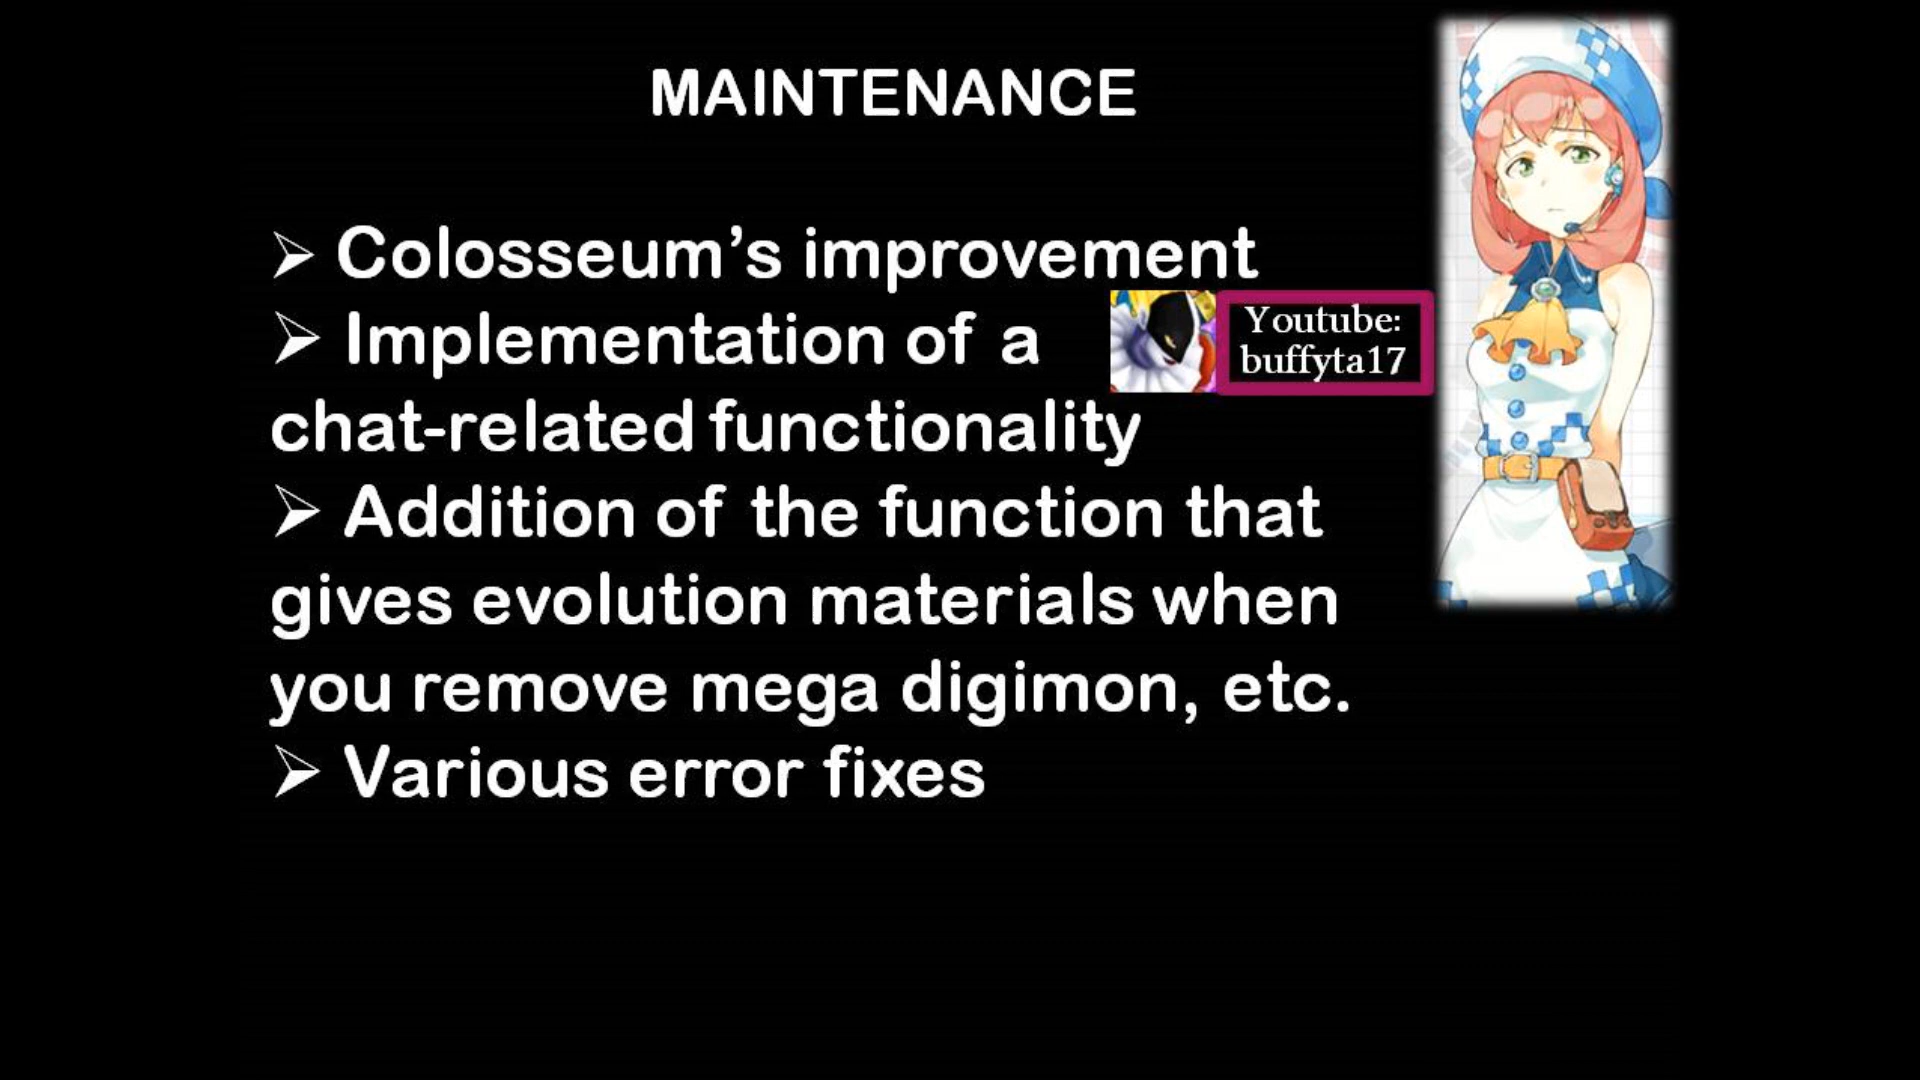 MAINTENANCE
➢ Colosseum’s improvement
➢ Implementation of a
Youtube:
buffyta17
chat-related functionality
➢ Addition of the function that
gives evolution materials when
you remove mega digimon, etc.
➢ Various error fixes